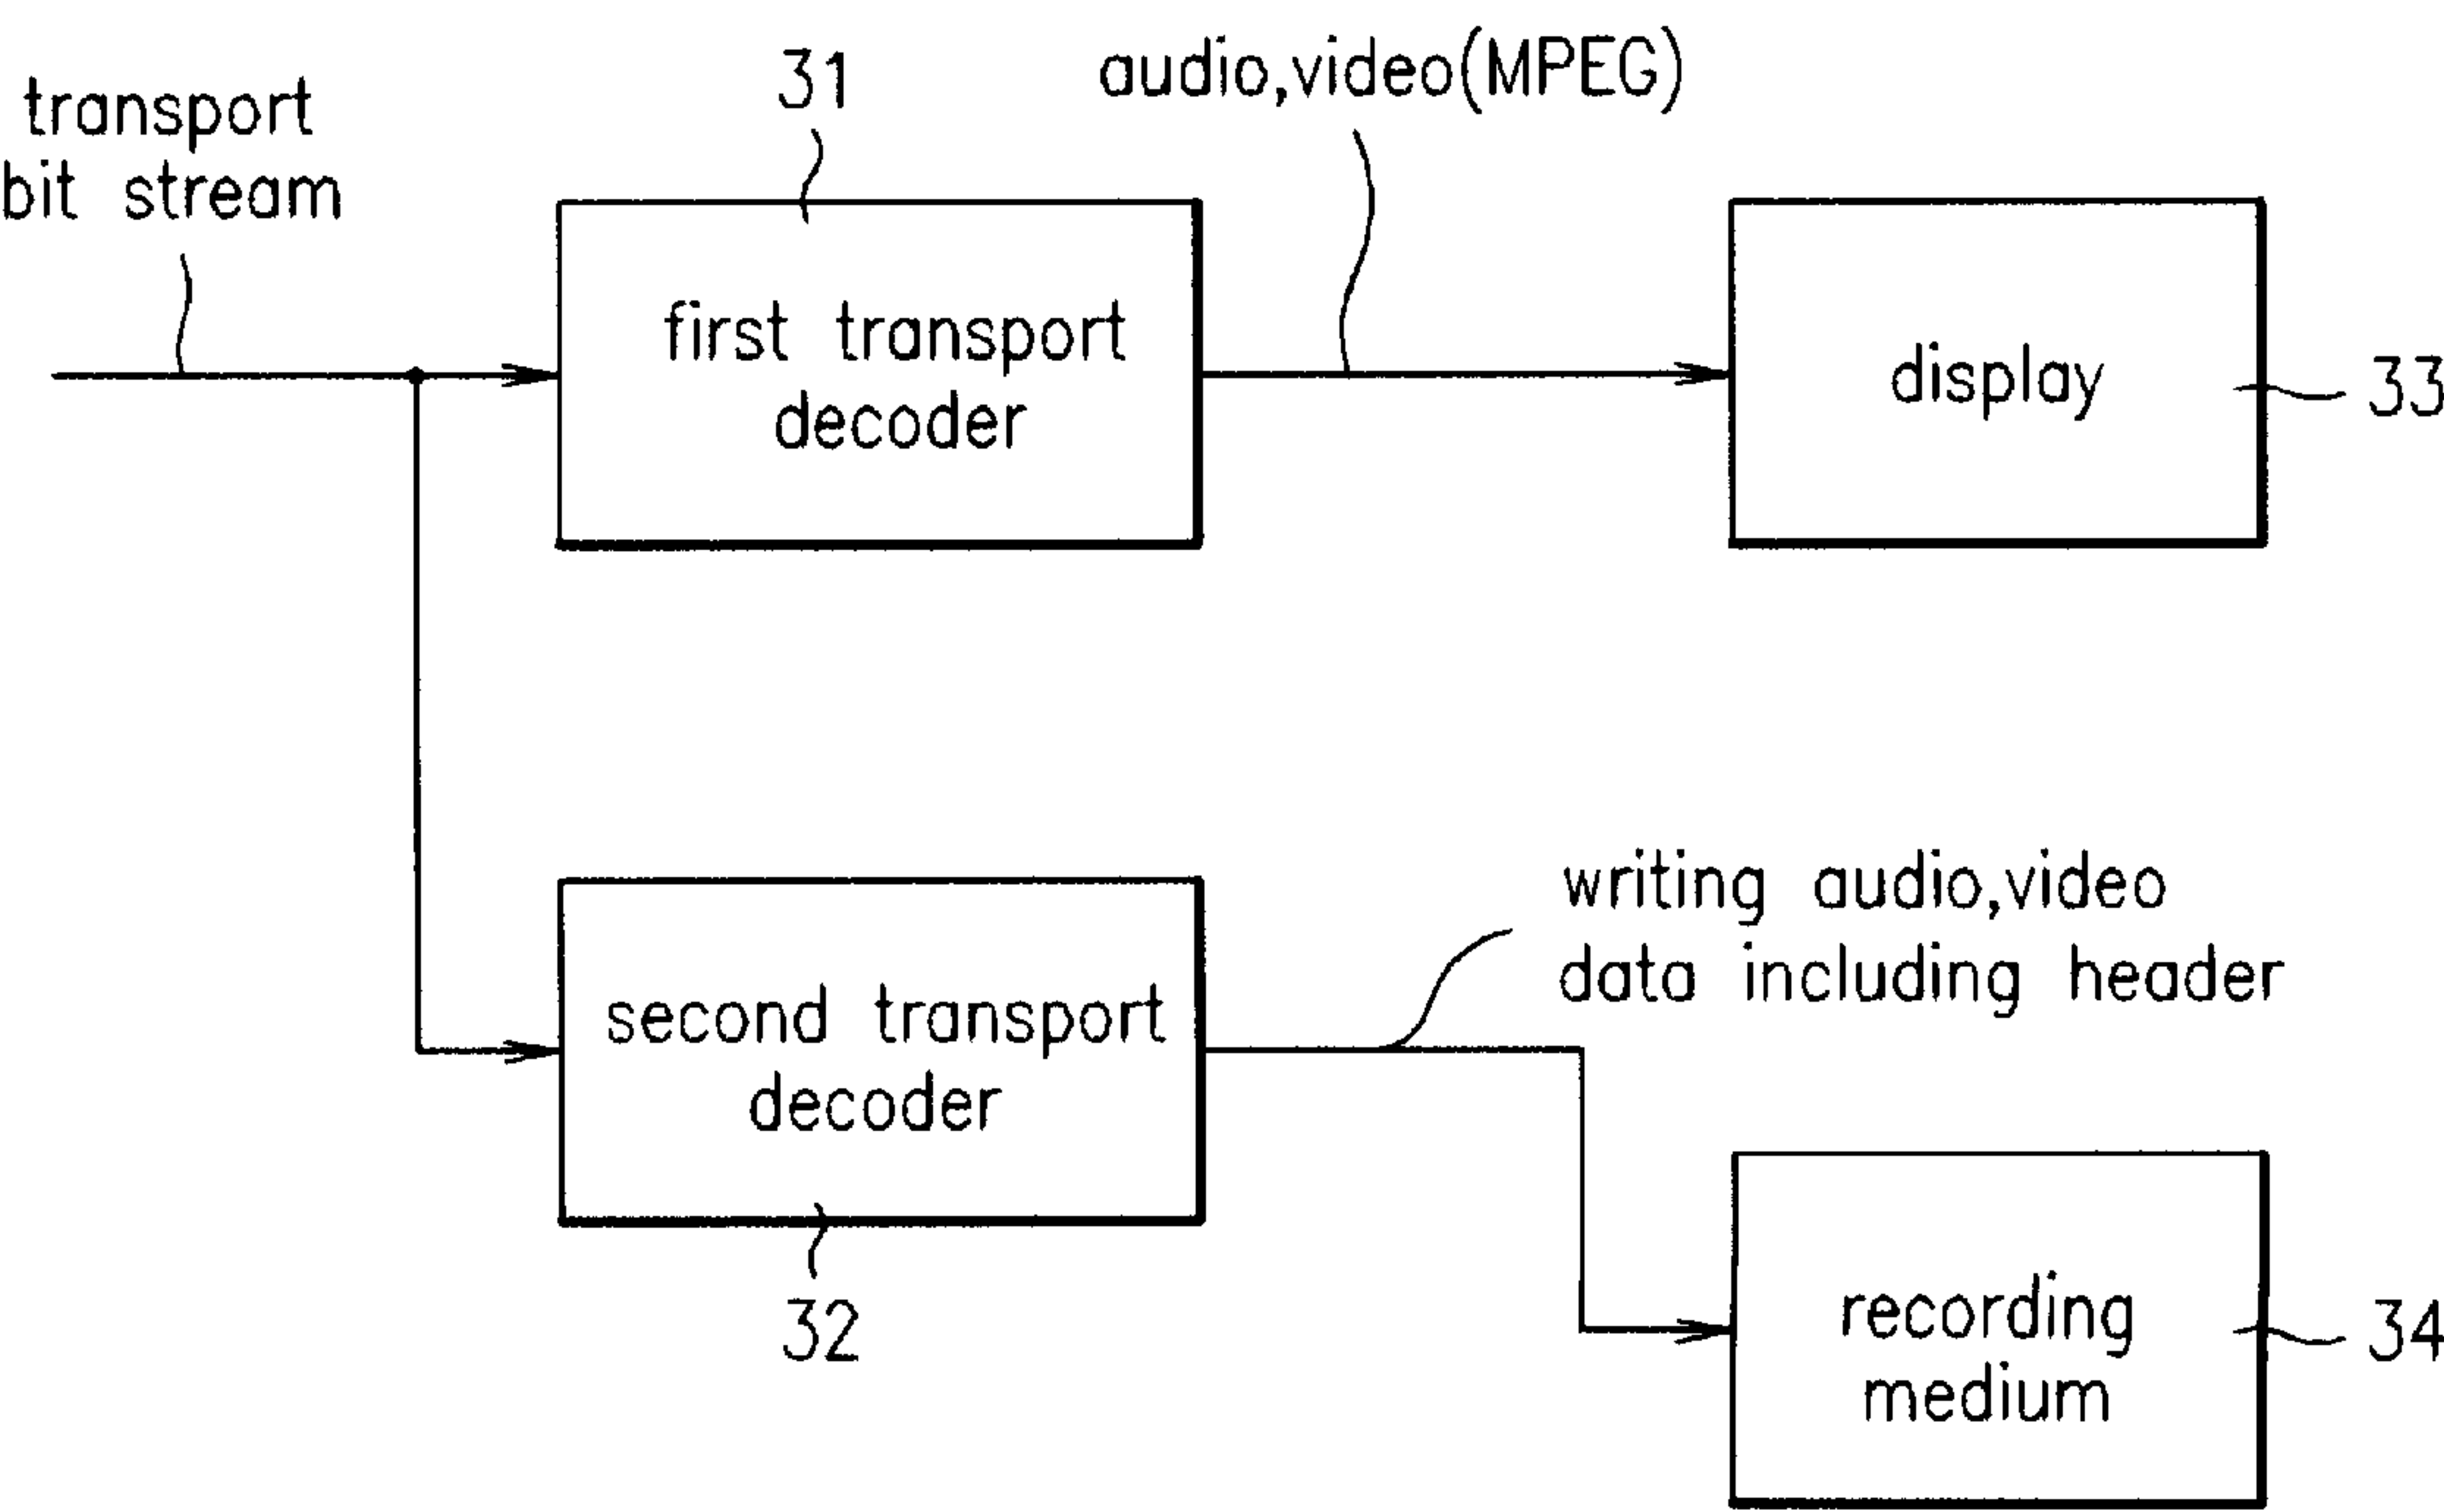 transport
bit stream
31
audio,video(MPEG)
first transport
decoder
display
33
second transport
decoder
32
writing audio,video
data including header
recording
medium
34